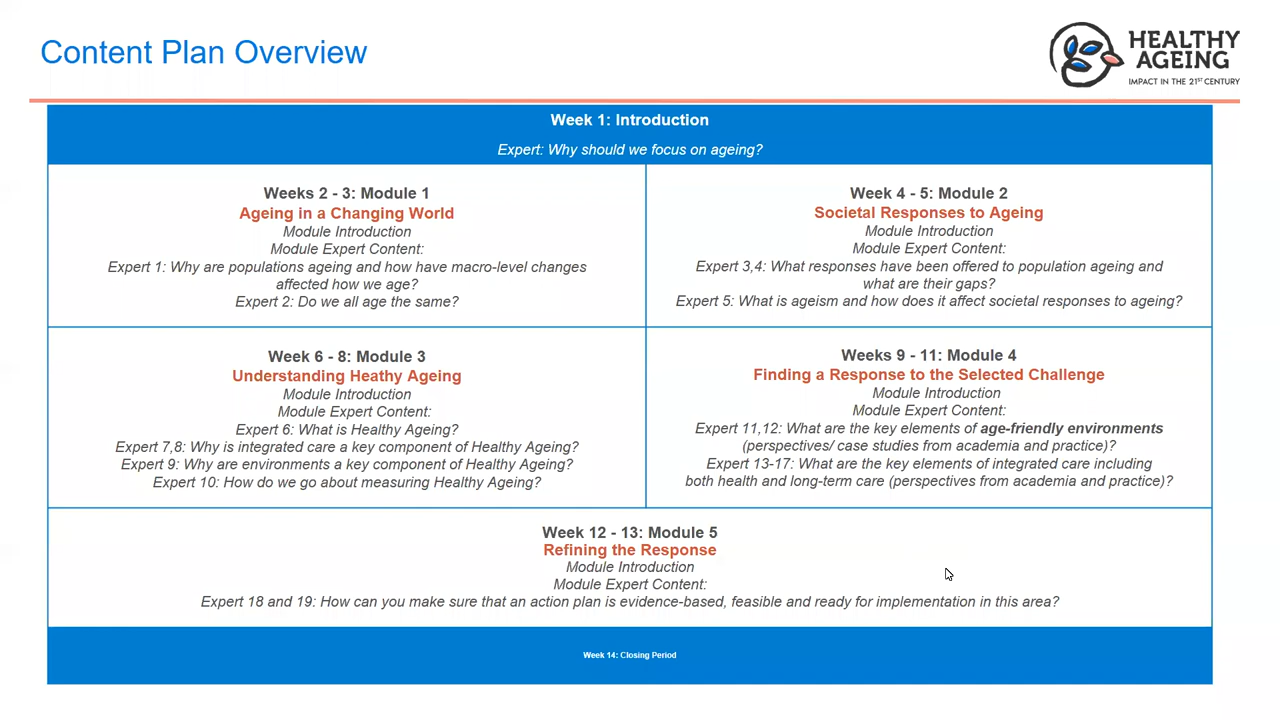 Content Plan Overview
HEALTHY
AGEING
IMPACT IN THE 21ST CENTURY
Week 1: Introduction
Expert: Why should we focus on ageing?
Weeks 2 - 3: Module 1
Ageing in a Changing World
Module Introduction
Module Expert Content:
Expert 1: Why are populations ageing and how have macro-level changes
affected how we age?
Expert 2: Do we all age the same?
Week 4 - 5: Module 2
Societal Responses to Ageing
Module Introduction
Module Expert Content:
Expert 3,4: What responses have been offered to population ageing and
what are their gaps?
Expert 5: What is ageism and how does it affect societal responses to ageing?
Week 6 - 8: Module 3
Understanding Heathy Ageing
Module Introduction
Module Expert Content:
Expert 6: What is Healthy Ageing?
Expert 7,8: Why is integrated care a key component of Healthy Ageing?
Expert 9: Why are environments a key component of Healthy Ageing?
Expert 10: How do we go about measuring Healthy Ageing?
Weeks 9 - 11: Module 4
Finding a Response to the Selected Challenge
Module Introduction
Module Expert Content:
Expert 11,12: What are the key elements of age-friendly environments
(perspectives/ case studies from academia and practice)?
Expert 13-17: What are the key elements of integrated care including
both health and long-term care (perspectives from academia and practice)?
Week 12 - 13: Module 5
Refining the Response
Module Introduction
Module Expert Content:
Expert 18 and 19: How can you make sure that an action plan is evidence-based, feasible and ready for implementation in this area?
Week 14: Closing Period